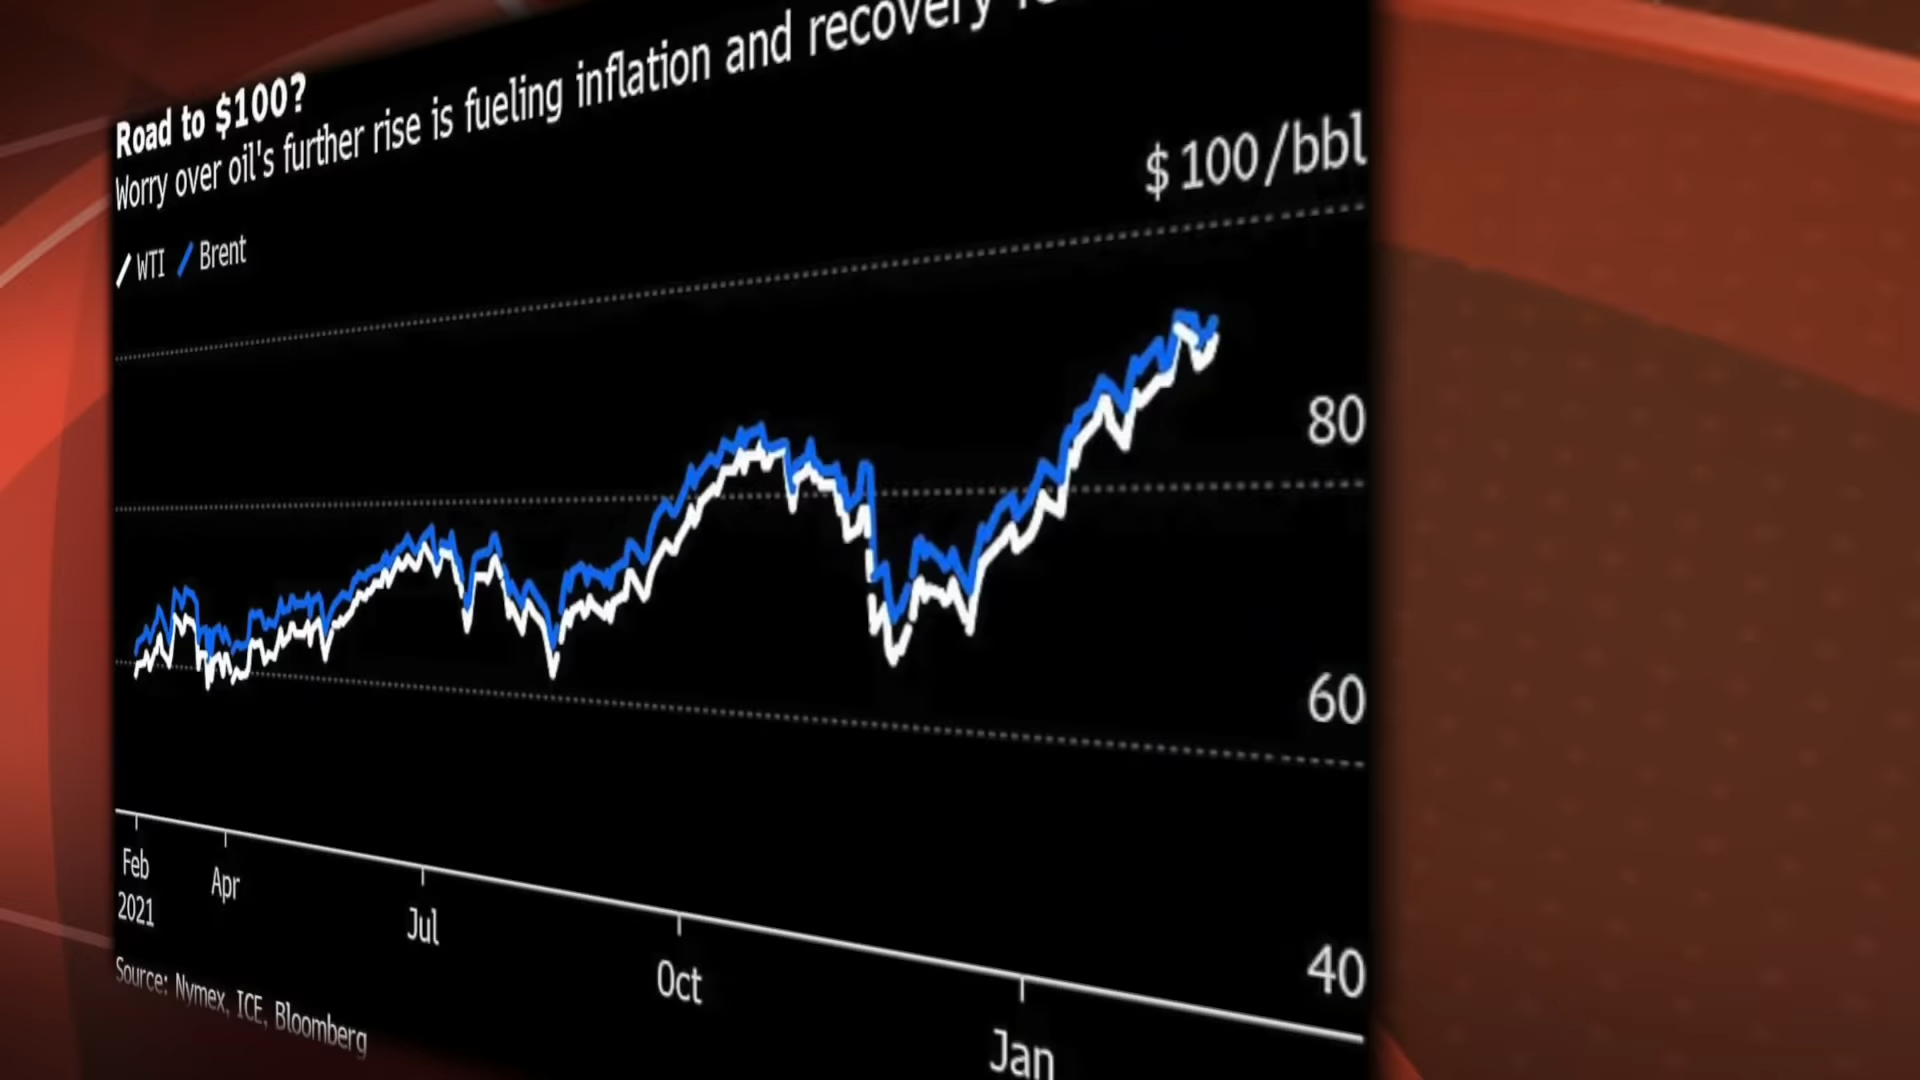 Road to $100?
Worry over oil's further rise is fueling inflation and recovery
WTI Brent
$ 100/bbl
80
60
40
Feb Apr Jul Oct Jan
2021
Source: Nymex, ICE, Bloomberg